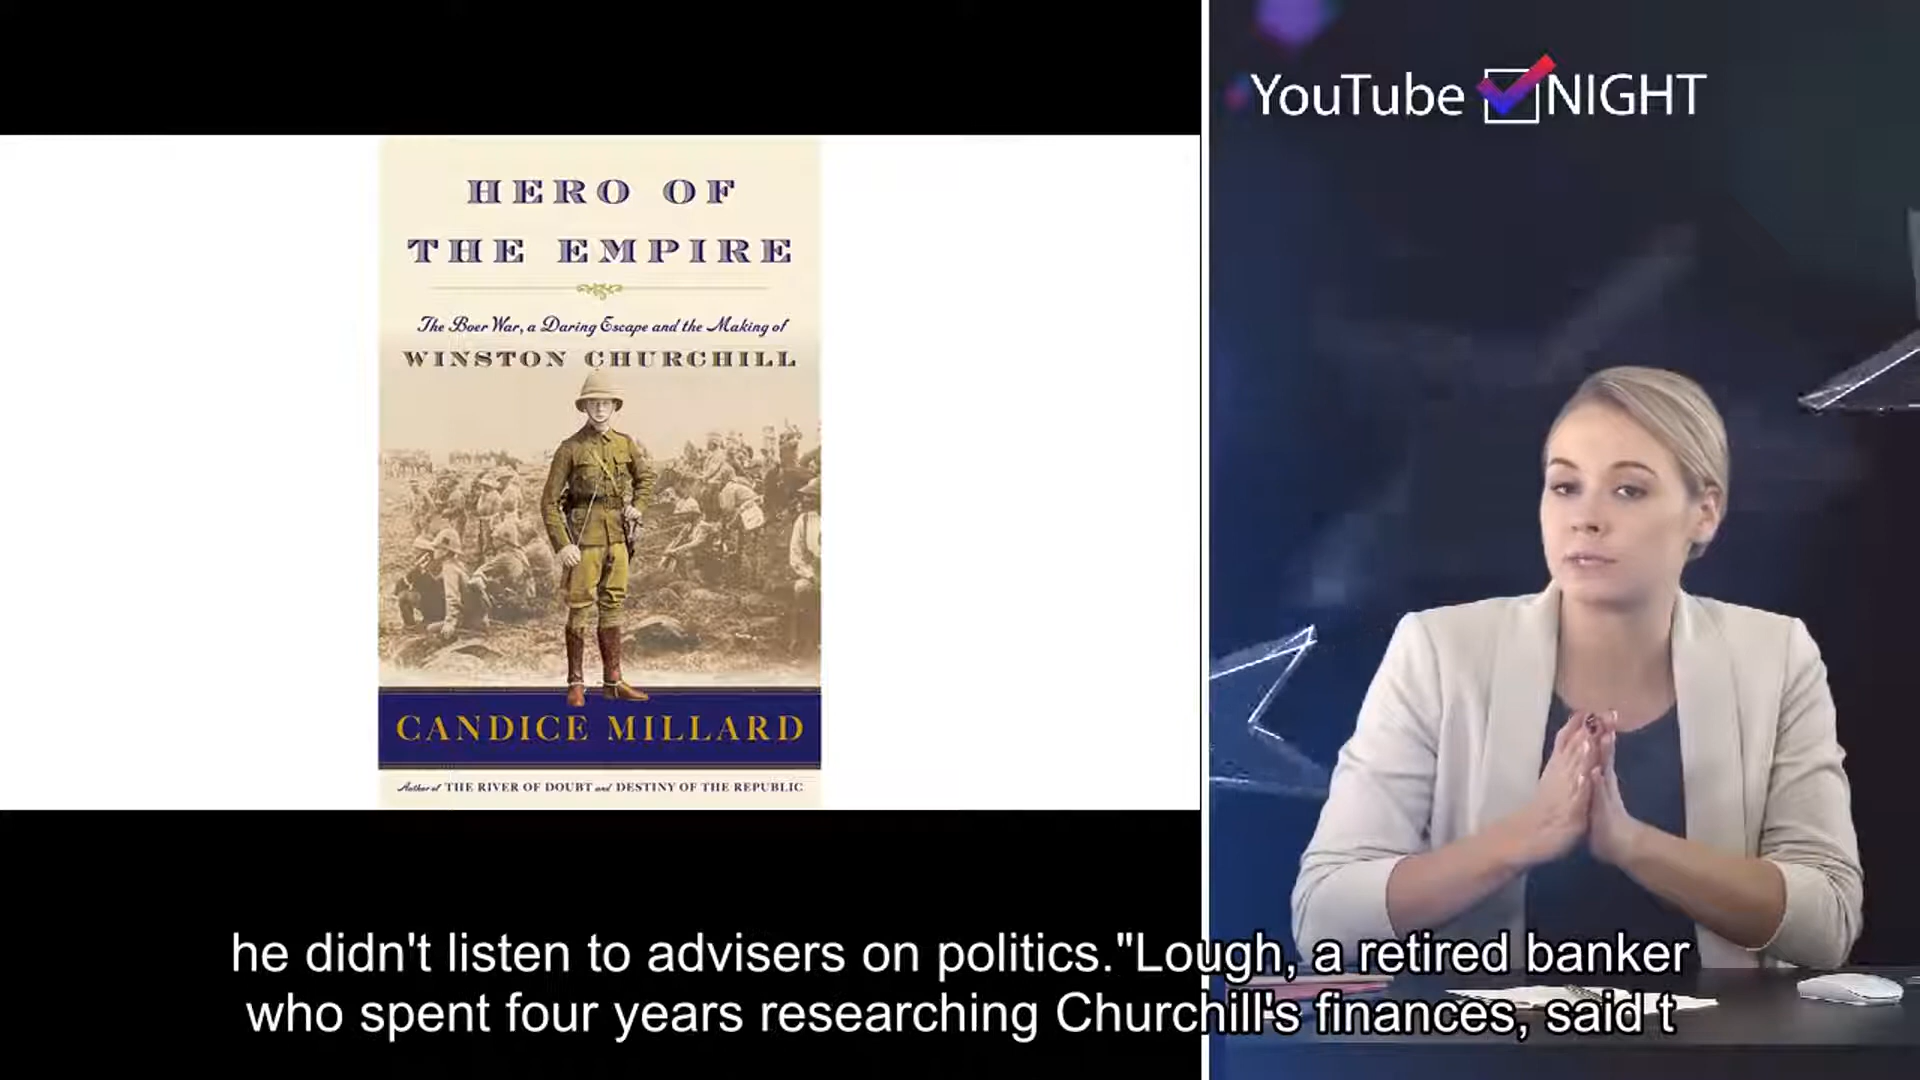 HERO OF
THE EMPIRE
The Boer War, a Daring Escape and the Making of
WINSTON CHURCHILL
CANDICE MILLARD
Author of THE RIVER OF DOUBT and DESTINY OF THE REPUBLIC
YouTube NIGHT
he didn't listen to advisers on politics."Lough, a retired banker
who spent four years researching Churchill's finances, said t